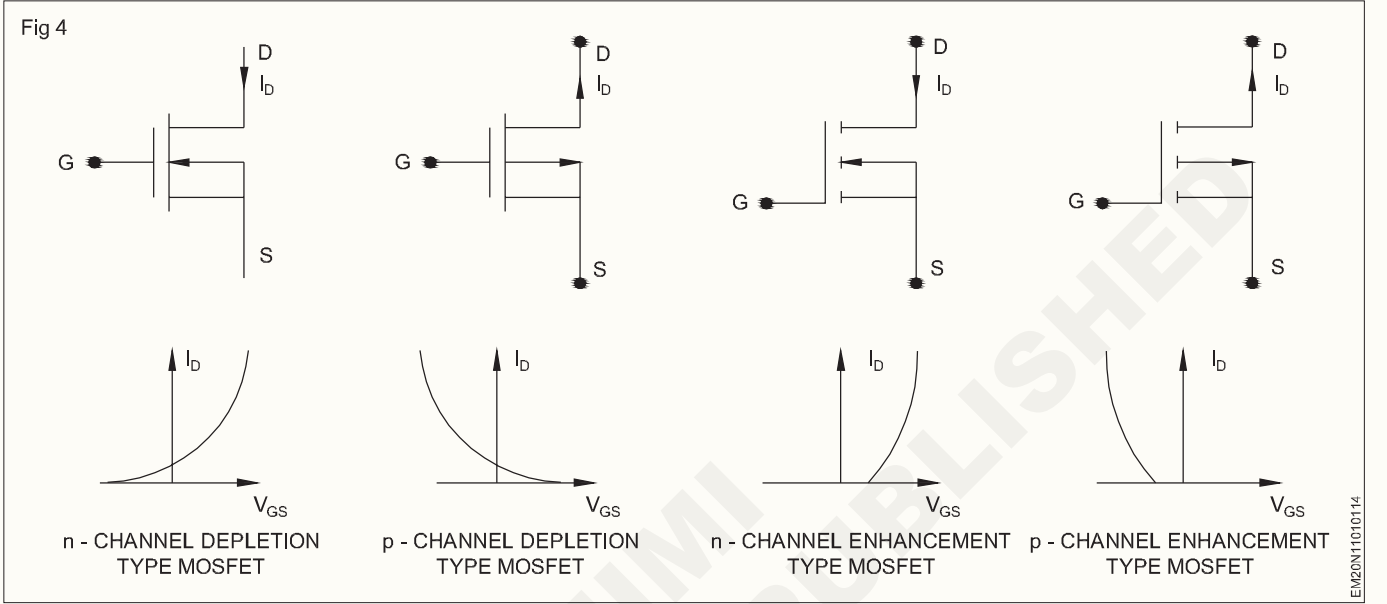 Fig 4
D
I_D
G
S
D
I_D
G
S
D
I_D
G
S
D
I_D
G
S
I_D
V_GS
I_D
V_GS
I_D
V_GS
I_D
V_GS
n - CHANNEL DEPLETION
TYPE MOSFET
p - CHANNEL DEPLETION
TYPE MOSFET
n - CHANNEL ENHANCEMENT
TYPE MOSFET
p - CHANNEL ENHANCEMENT
TYPE MOSFET
EM20N11010114